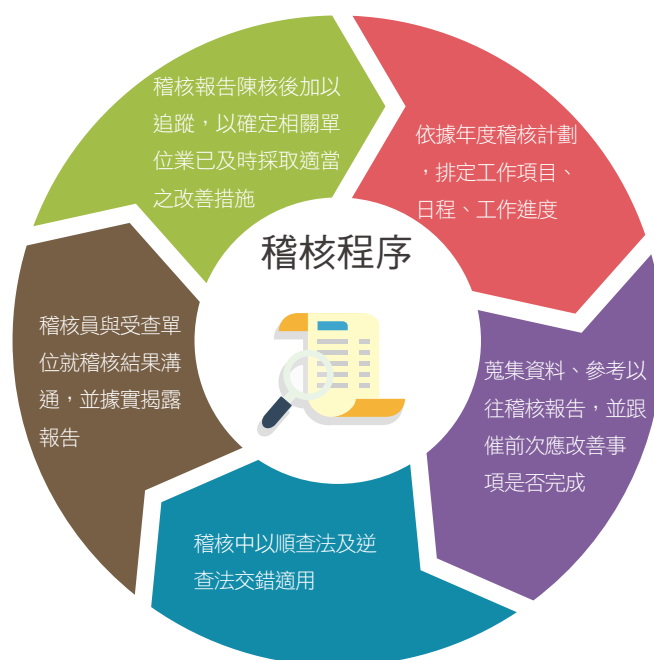 稽核程序
依據年度稽核計劃
，排定工作項目、
日程、工作進度
蒐集資料、參考以
往稽核報告，並跟
催前次應改善事
項是否完成
稽核中以順查法及逆
查法交錯適用
稽核員與受查單
位就稽核結果溝
通，並據實揭露
報告
稽核報告陳核後加以
追蹤，以確定相關單
位業已及時採取適當
之改善措施